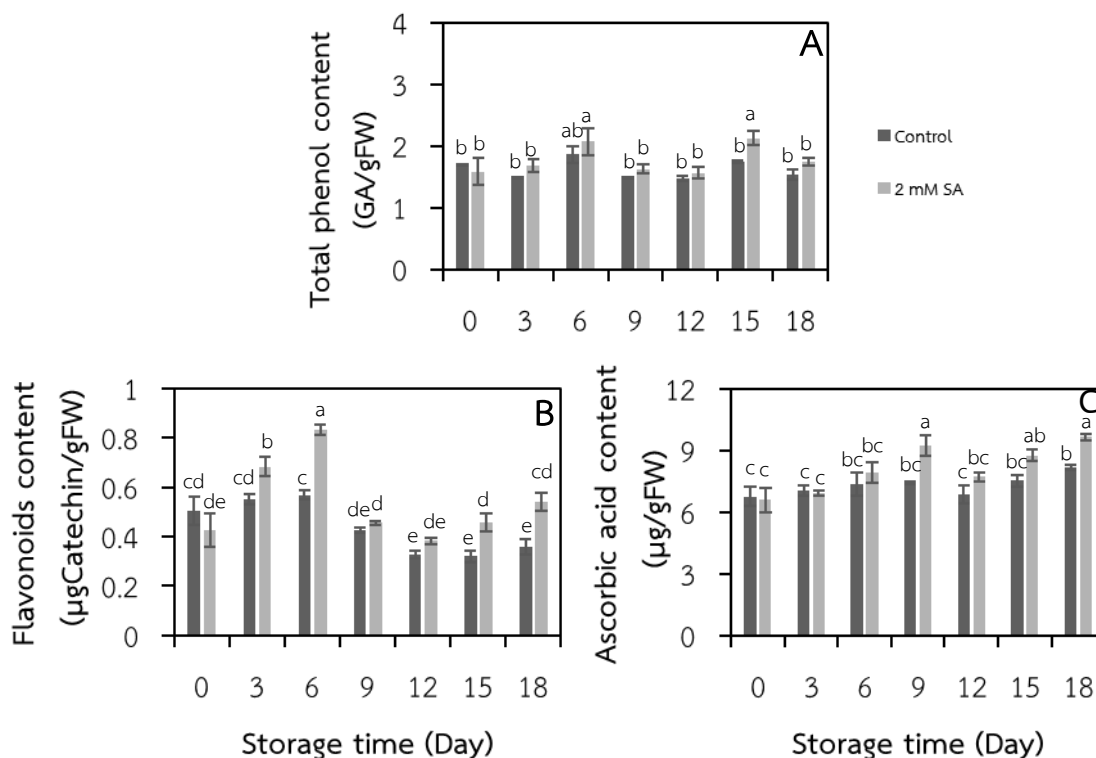 A
Total phenol content
(GA/gFW)
4
3
2
1
0
b b b b ab a b b b b b a b b
0 3 6 9 12 15 18
Control
2 mM SA
B
Flavonoids content
(µgCatechin/gFW)
1
0.8
0.6
0.4
0.2
0
cd de cd b c a de d e de e d e cd
0 3 6 9 12 15 18
Storage time (Day)
C
Ascorbic acid content
(µg/gFW)
12
9
6
3
0
c c c c bc bc bc a c bc bc ab b a
0 3 6 9 12 15 18
Storage time (Day)